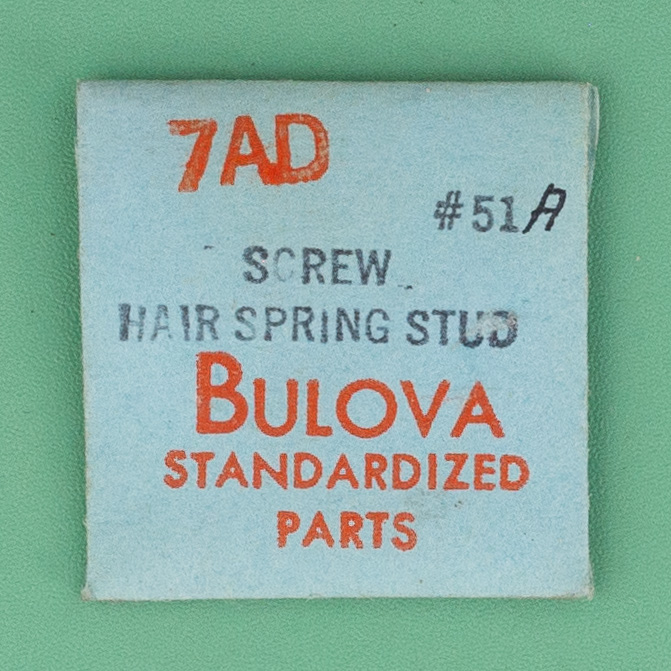 7AD
#51A
SCREW
HAIR SPRING STUD
BULOVA
STANDARDIZED
PARTS